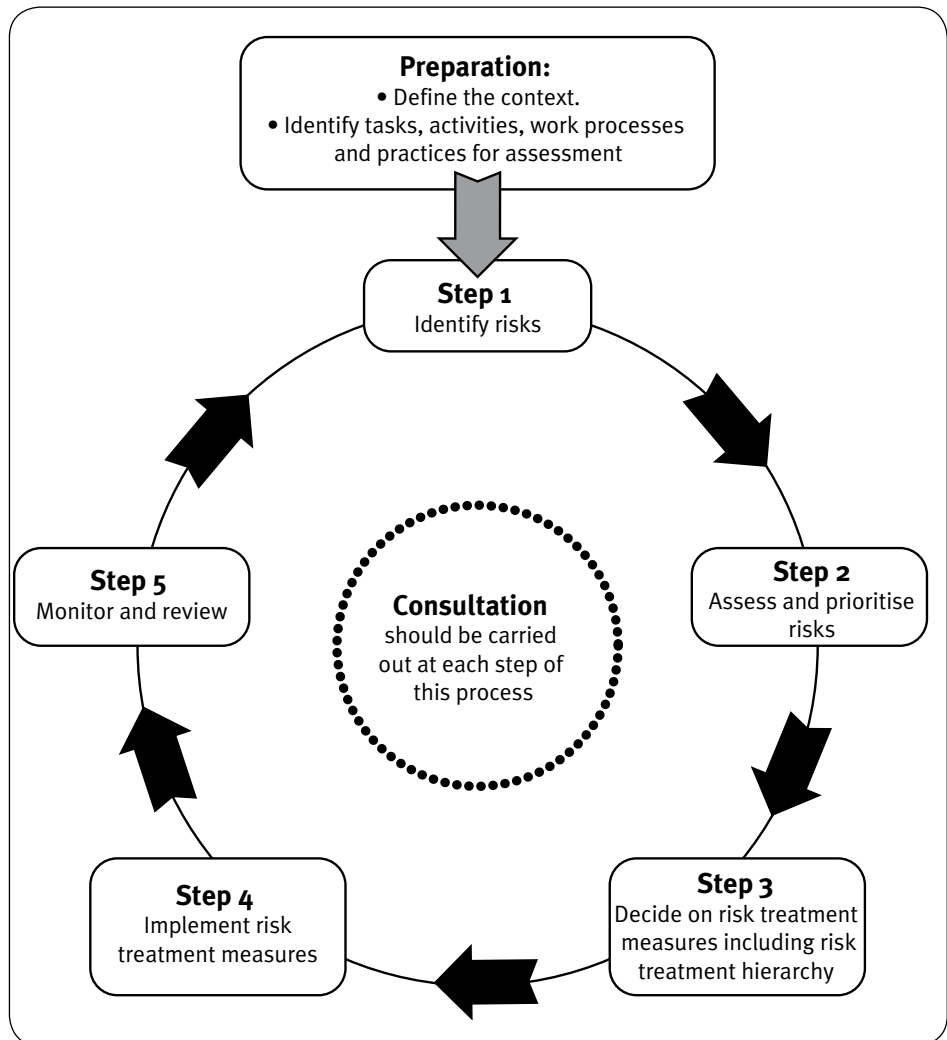 Preparation:
• Define the context.
• Identify tasks, activities, work processes
and practices for assessment
Step 1
Identify risks
Step 2
Assess and prioritise
risks
Step 3
Decide on risk treatment
measures including risk
treatment hierarchy
Step 4
Implement risk
treatment measures
Step 5
Monitor and review
Consultation
should be carried
out at each step of
this process